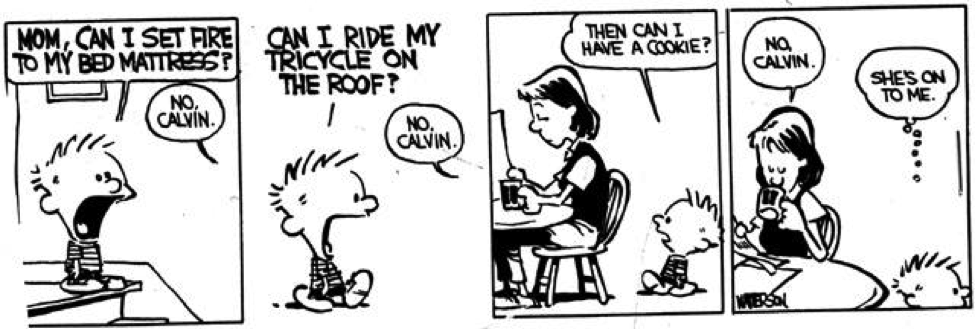 MOM, CAN I SET FIRE
TO MY BED MATTRESS?
NO,
CALVIN.
CAN I RIDE MY
TRICYCLE ON
THE ROOF?
NO,
CALVIN.
THEN CAN I
HAVE A COOKIE?
NO,
CALVIN.
SHE'S ON
TO ME.
WATTERSON